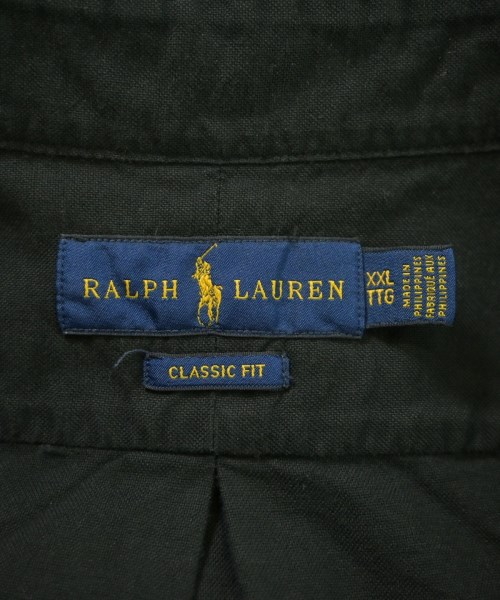 RALPH LAUREN
XXL
TTG
MADE IN
PHILIPPINES
FABRIQUÉ AUX
PHILIPPINES
CLASSIC FIT